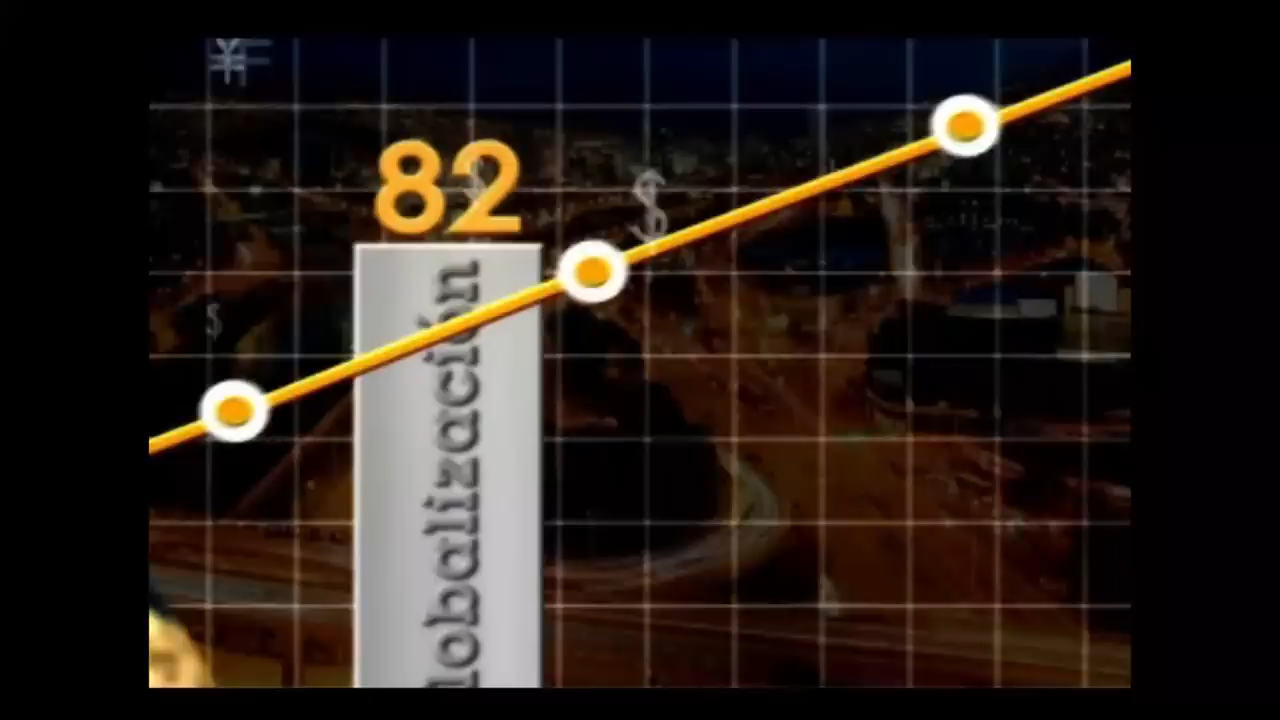 ¥
82
$
$
lobalización